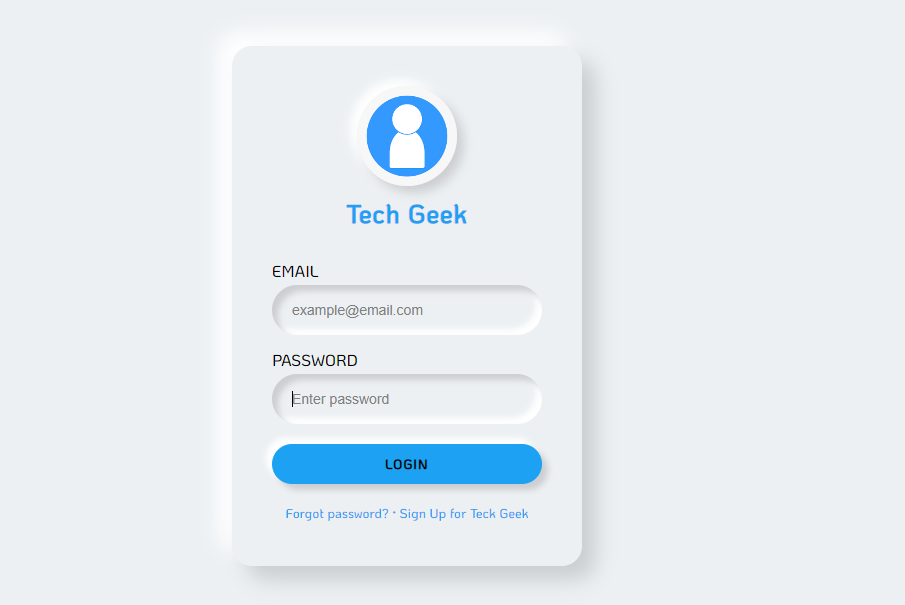 Tech Geek
EMAIL
example@email.com
PASSWORD
Enter password
LOGIN
Forgot password? · Sign Up for Teck Geek